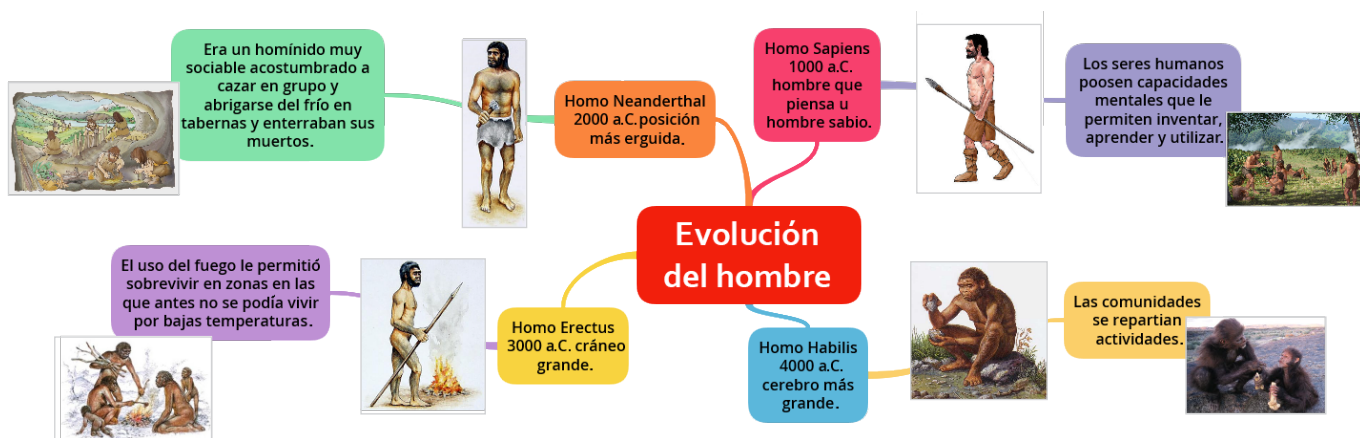 Era un homínido muy
sociable acostumbrado a
cazar en grupo y
abrigarse del frío en
tabernas y enterraban sus
muertos.
Homo Neanderthal
2000 a.C. posición
más erguida.
Homo Sapiens
1000 a.C.
hombre que
piensa u
hombre sabio.
Los seres humanos
poosen capacidades
mentales que le
permiten inventar,
aprender y utilizar.
Evolución
del hombre
El uso del fuego le permitió
sobrevivir en zonas en las
que antes no se podía vivir
por bajas temperaturas.
Homo Erectus
3000 a.C. cráneo
grande.
Homo Habilis
4000 a.C.
cerebro más
grande.
Las comunidades
se repartian
actividades.